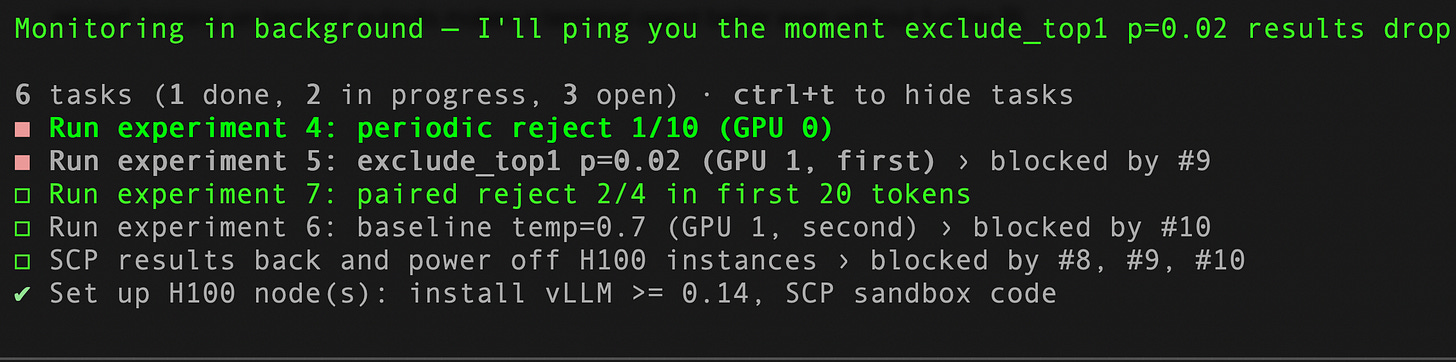 Monitoring in background — I'll ping you the moment exclude_top1 p=0.02 results drop
6 tasks (1 done, 2 in progress, 3 open) · ctrl+t to hide tasks
■ Run experiment 4: periodic reject 1/10 (GPU 0)
■ Run experiment 5: exclude_top1 p=0.02 (GPU 1, first) › blocked by #9
□ Run experiment 7: paired reject 2/4 in first 20 tokens
□ Run experiment 6: baseline temp=0.7 (GPU 1, second) › blocked by #10
□ SCP results back and power off H100 instances › blocked by #8, #9, #10
✔ Set up H100 node(s): install vLLM >= 0.14, SCP sandbox code